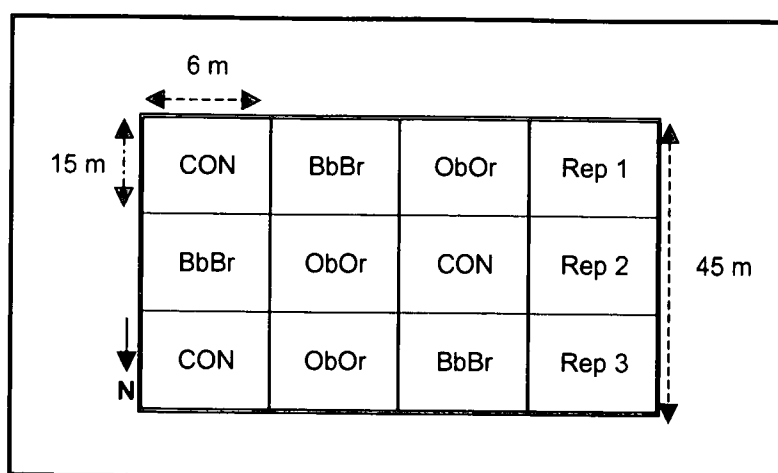 6 m
15 m
CON BbBr ObOr Rep 1
BbBr ObOr CON Rep 2
45 m
CON ObOr BbBr Rep 3
N